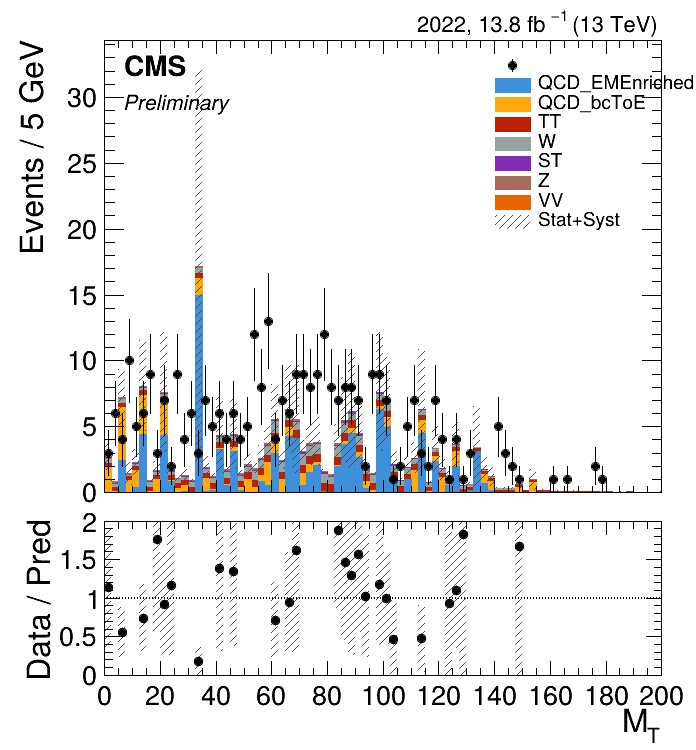 2022, 13.8 fb⁻¹ (13 TeV)
CMS
Preliminary
QCD_EMEnriched
QCD_bcToE
TT
W
ST
Z
VV
Stat+Syst
Events / 5 GeV
30
25
20
15
10
5
0
Data / Pred
2
1.5
1
0.5
0
0 20 40 60 80 100 120 140 160 180 200
M_T